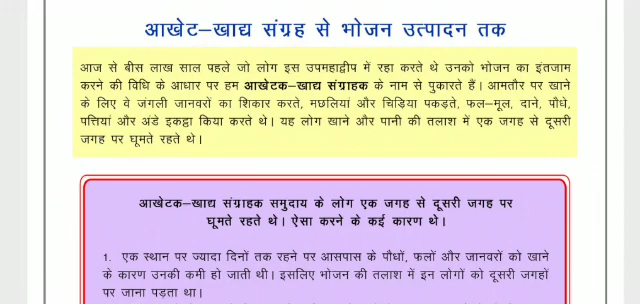 आखेट–खाद्य संग्रह से भोजन उत्पादन तक
आज से बीस लाख साल पहले जो लोग इस उपमहाद्वीप में रहा करते थे उनको भोजन का इंतजाम
करने की विधि के आधार पर हम आखेटक–खाद्य संग्राहक के नाम से पुकारते हैं। आमतौर पर खाने
के लिए वे जंगली जानवरों का शिकार करते, मछलियां और चिड़िया पकड़ते, फल–मूल, दाने, पौधे,
पत्तियां और अंडे इकट्ठा किया करते थे। यह लोग खाने और पानी की तलाश में एक जगह से दूसरी
जगह पर घूमते रहते थे।
आखेटक–खाद्य संग्राहक समुदाय के लोग एक जगह से दूसरी जगह पर
घूमते रहते थे। ऐसा करने के कई कारण थे।
1. एक स्थान पर ज्यादा दिनों तक रहने पर आसपास के पौधों, फलों और जानवरों को खाने
के कारण उनकी कमी हो जाती थी। इसलिए भोजन की तलाश में इन लोगों को दूसरी जगहों
पर जाना पड़ता था।